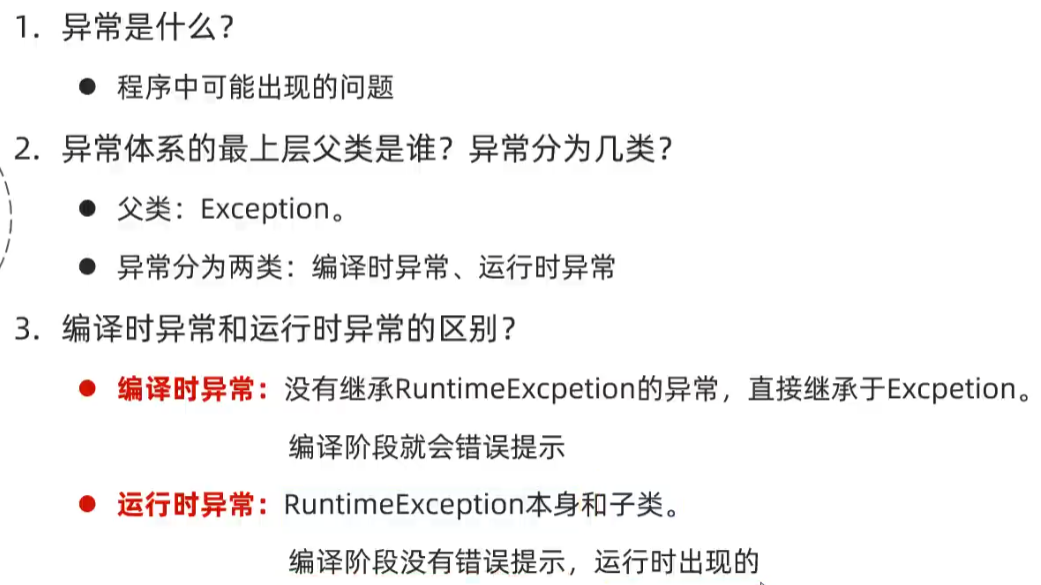 1. 异常是什么？
● 程序中可能出现的问题
2. 异常体系的最上层父类是谁？异常分为几类？
● 父类：Exception。
● 异常分为两类：编译时异常、运行时异常
3. 编译时异常和运行时异常的区别？
● 编译时异常：没有继承RuntimeExcpetion的异常，直接继承于Excpetion。
编译阶段就会错误提示
● 运行时异常：RuntimeException本身和子类。
编译阶段没有错误提示，运行时出现的